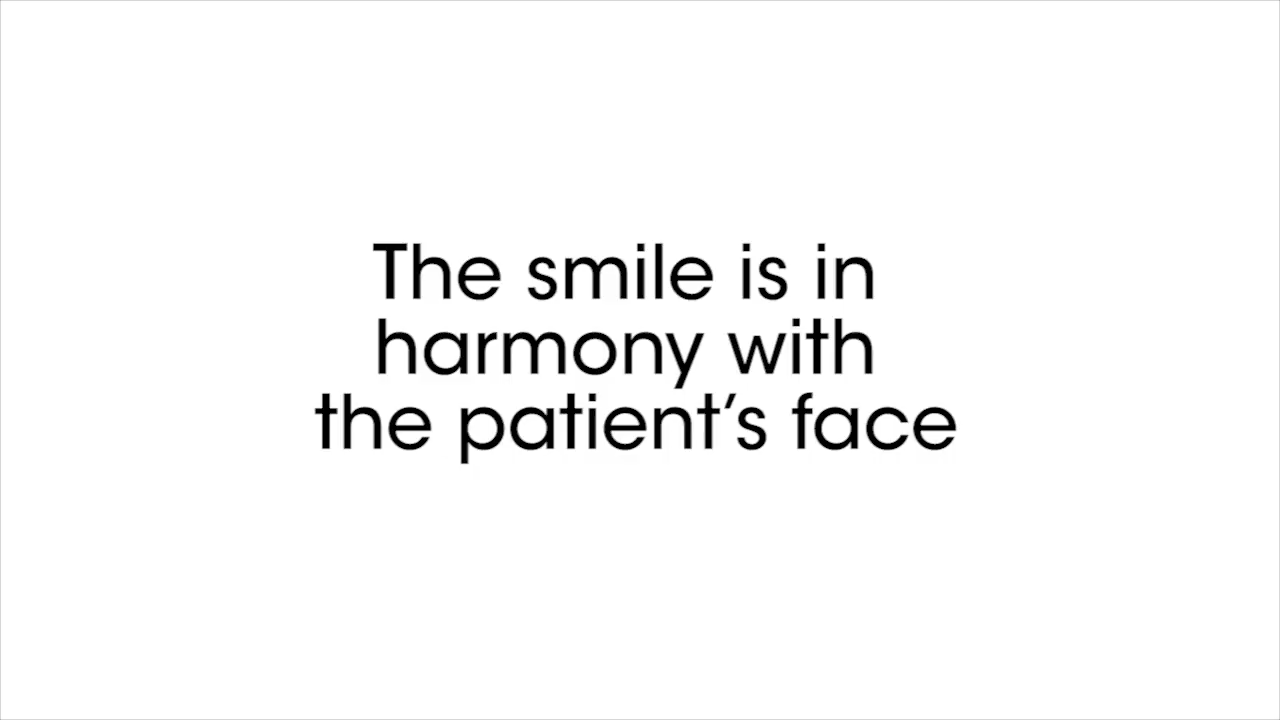 The smile is in
harmony with
the patient’s face